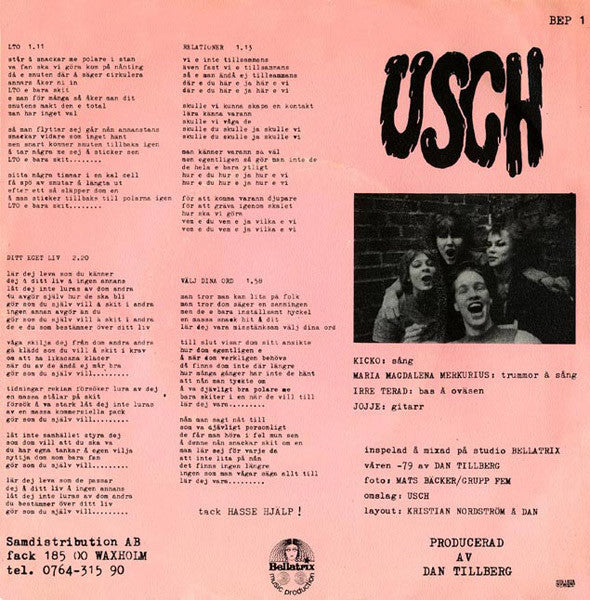 BEP 1
USCH
LTO 1.11
står å snackar me polare i stan
va fan ska vi göra kom på nånting
då e snuten där å säger cirkulera
annars åker ni in
LTO e bara skit
e man för många så åker man dit
snutens makt den e total
man har inget val
så man flyttar sej går nån annanstans
snackar vidare som inget hänt
men snart kommer snuten tillbaks igen
å tar några me sej å sticker sen
LTO e bara skit.......
sitta några timmar i en kal cell
få spö av snutar å längta ut
efter ett så släpper dom en
å man sticker tillbaks till polarna igen
LTO e bara skit........
DITT EGET LIV 2.20
lär dej leva som du känner
dej å ditt liv å ingen annans
låt dej inte luras av dom andra
du avgör själv hur de ska bli
gör som du själv vill å skit i andra
ingen annan avgör än du
gör som du själv vill å skit i andra
de e du som bestämmer över ditt liv
våga skilja dej från dom andra andra
gå klädd som du vill å skit i krav
om att ha likadana kläder
när du av de ändå ej mår bra
gör som du själv vill......
tidningar reklam försöker lura av dej
en massa stålar på skit
försök å va stark låt dej inte luras
av en massa kommersiella pack
gör som du själv vill......
låt inte samhället styra dej
som dom vill att du ska va
du har egna tankar å egen vilja
nyttja dom som bara fan
gör som du själv vill.......
lär dej leva som de passar
dej å ditt liv å ingen annans
låt dej inte luras av dom andra
du bestämmer över ditt liv
gör som du själv vill.......
RELATIONER 1.13
vi e inte tillsammans
även fast vi e tillsammans
så e man ändå ej tillsammans
där e du här e ja här e vi
där e du här e ja här e vi
skulle vi kunna skapa en kontakt
lära känna varann
skulle vi våga de
skulle du skulle ja skulle vi
skulle du skulle ja skulle vi
man känner varann så väl
men egentligen så gör man inte de
de hela e bara ytligt
hur e du hur e ja hur e vi
hur e du hur e ja hur e vi
för att komma varann djupare
för att gräva igenom skalet
hur ska vi göra
vem e du vem e ja vilka e vi
vem e du ven e ja vilka e vi
VÄLJ DINA ORD 1.58
man tror man kan lita på folk
man tror dom säger en sanningen
men de e bara inställsamt hyckel
en massa snack hit å dit
lär dej vara misstänksam välj dina ord
till slut visar dom sitt ansikte
hur dom egentligen e
å när dom verkligen behövs
då finns dom inte där längre
hur många gånger har inte de hänt
att nån man tyckte om
å va djävligt bra polare me
bara skiter i en när de vill till
lär dej vara.......
nåm man sagt nåt till
som va djävligt personligt
de får man höra i fel mun sen
å denne nån snackar skit om en
man lär sej för varje de
att inte lita på nån
det finns ingen längre
ingen som man vågar säga allt till
lär dej vara........
tack HASSE HJÄLP!
KICKO: sång
MARIA MAGDALENA MERKURIUS: trummor å sång
IRRE TERAD: bas å oväsen
JOJJE: gitarr
inspelad å mixad på studio BELLATRIX
våren -79 av DAN TILLBERG
foto: MATS BÄCKER/GRUPP FEM
omslag: USCH
layout: KRISTIAN NORDSTRÖM & DAN
PRODUCERAD
AV
DAN TILLBERG
Samdistribution AB
fack 185 00 WAXHOLM
tel. 0764-315 90
Bellatrix
music production